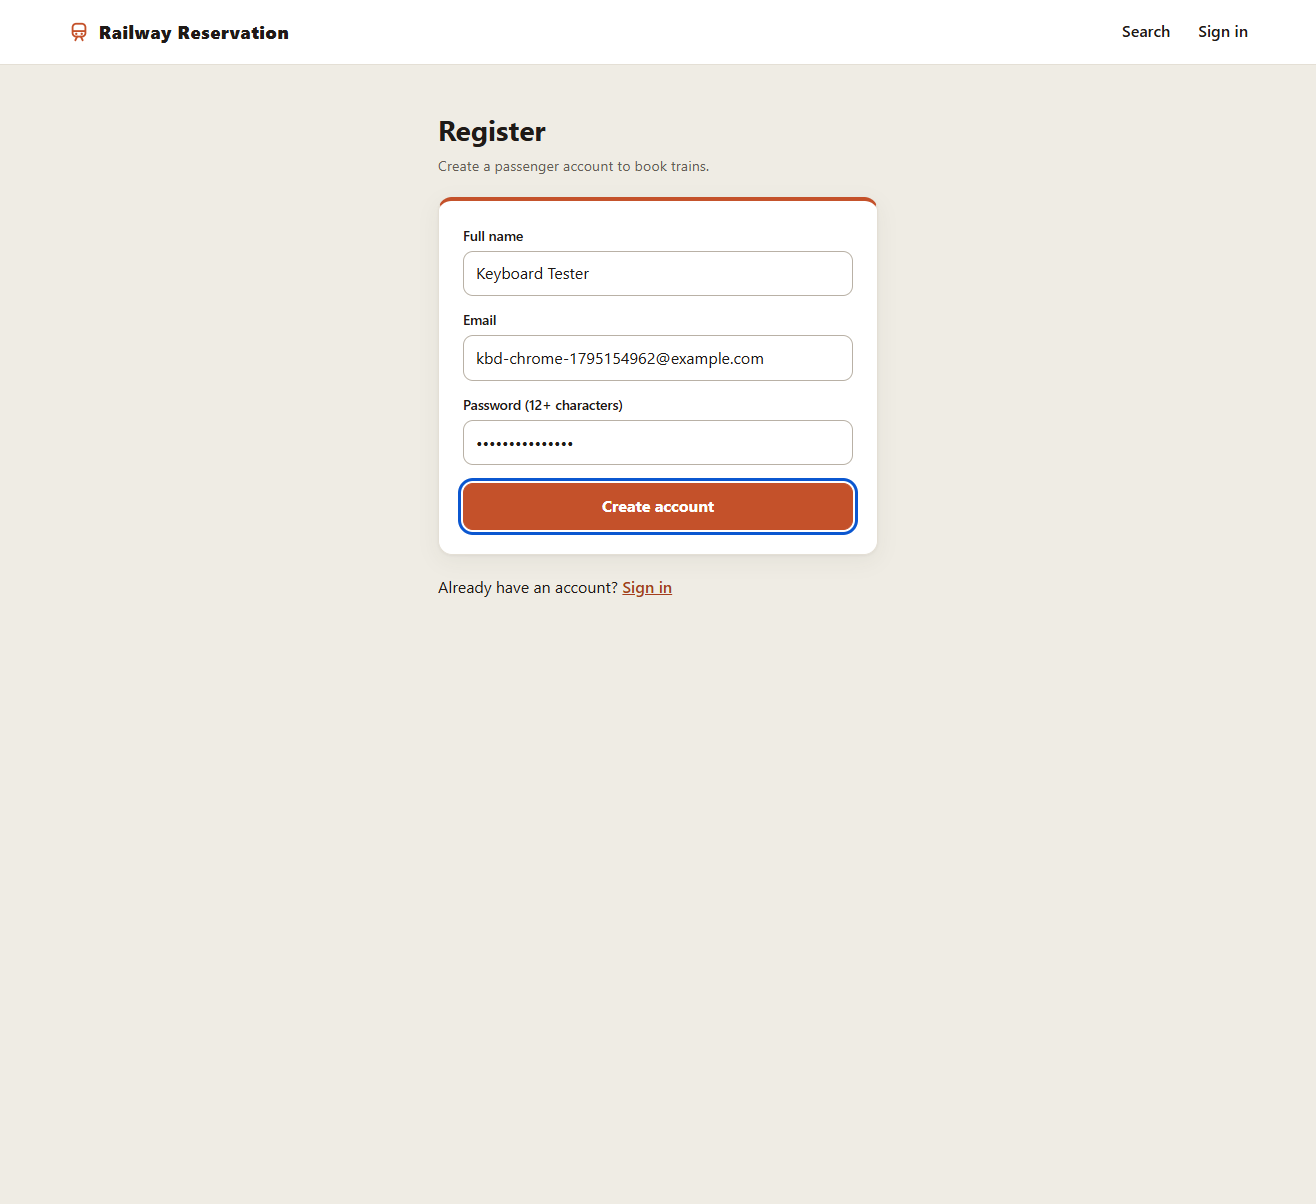 Railway Reservation
Search
Sign in
Register
Create a passenger account to book trains.
Full name
Keyboard Tester
Email
kbd-chrome-1795154962@example.com
Password (12+ characters)
•••••••••••••••
Create account
Already have an account? Sign in